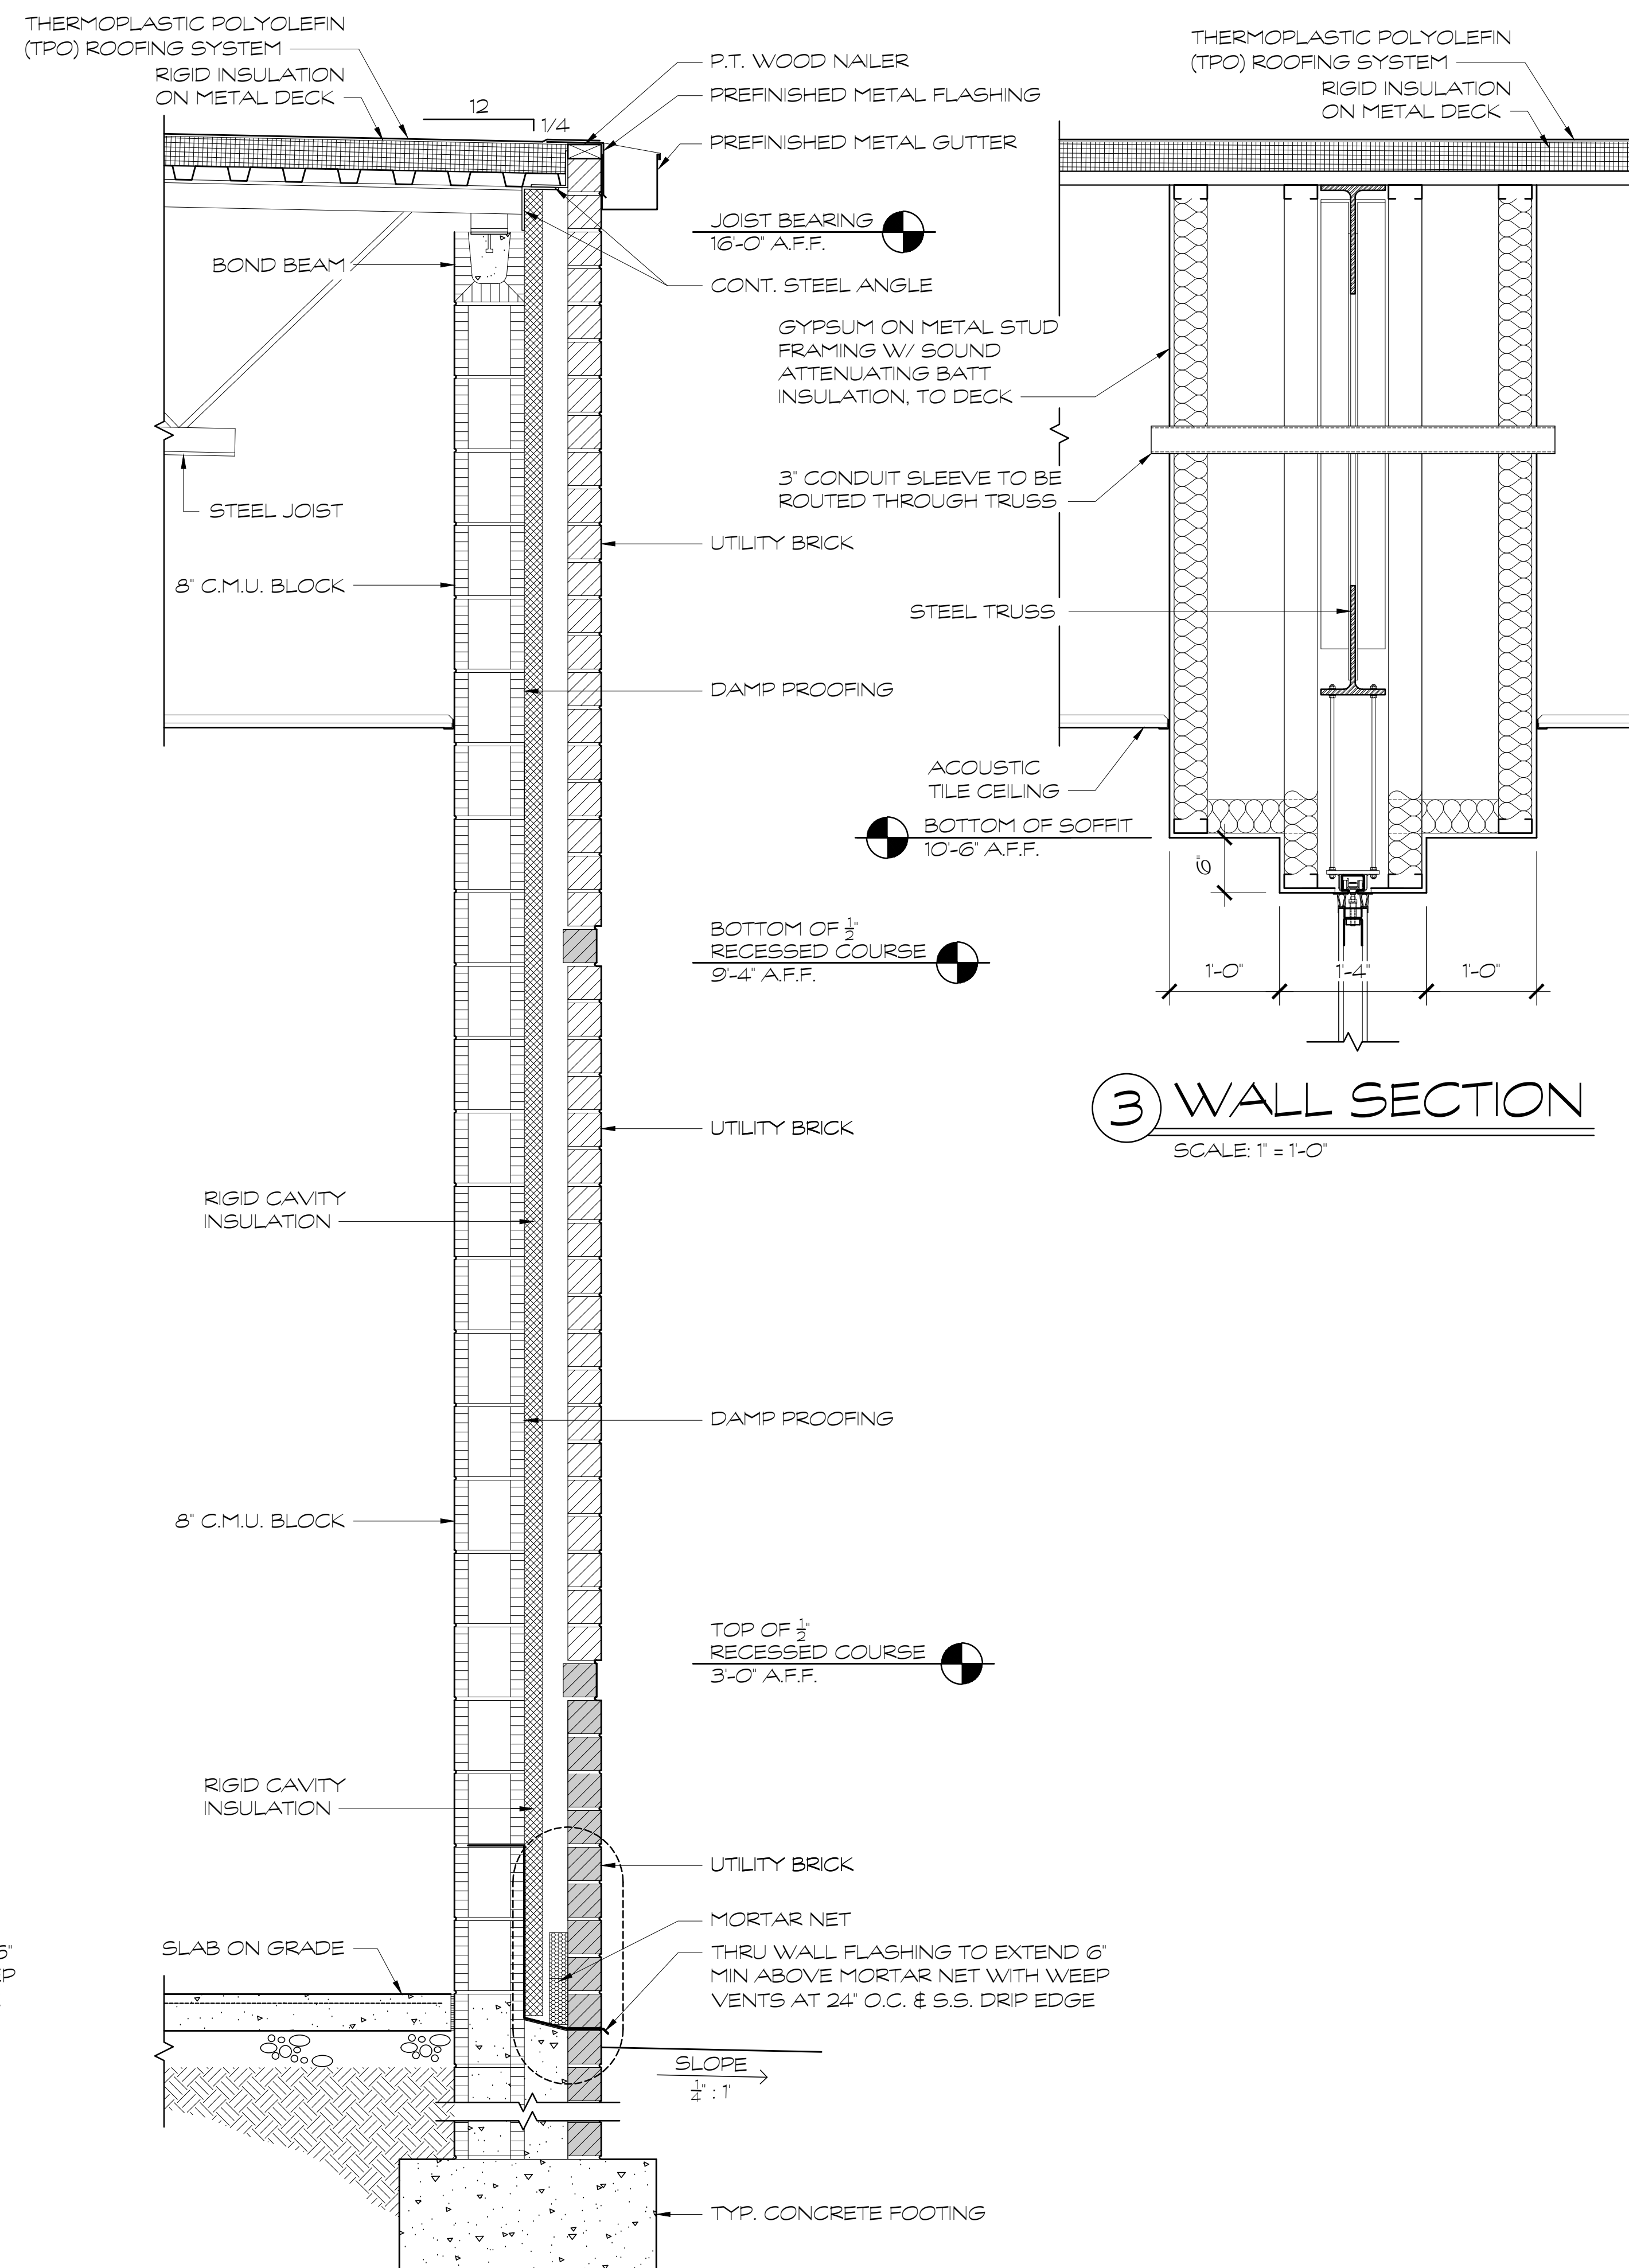 THERMOPLASTIC POLYOLEFIN
(TPO) ROOFING SYSTEM
RIGID INSULATION
ON METAL DECK
12
1/4
P.T. WOOD NAILER
PREFINISHED METAL FLASHING
PREFINISHED METAL GUTTER
JOIST BEARING
16'-0" A.F.F.
BOND BEAM
CONT. STEEL ANGLE
STEEL JOIST
UTILITY BRICK
8" C.M.U. BLOCK
DAMP PROOFING
BOTTOM OF 1/2"
RECESSED COURSE
9'-4" A.F.F.
UTILITY BRICK
RIGID CAVITY
INSULATION
DAMP PROOFING
8" C.M.U. BLOCK
TOP OF 1/2"
RECESSED COURSE
3'-0" A.F.F.
RIGID CAVITY
INSULATION
UTILITY BRICK
MORTAR NET
SLAB ON GRADE
THRU WALL FLASHING TO EXTEND 6"
MIN ABOVE MORTAR NET WITH WEEP
VENTS AT 24" O.C. & S.S. DRIP EDGE
SLOPE
1/4" : 1'
TYP. CONCRETE FOOTING
THERMOPLASTIC POLYOLEFIN
(TPO) ROOFING SYSTEM
RIGID INSULATION
ON METAL DECK
GYPSUM ON METAL STUD
FRAMING W/ SOUND
ATTENUATING BATT
INSULATION, TO DECK
3" CONDUIT SLEEVE TO BE
ROUTED THROUGH TRUSS
STEEL TRUSS
ACOUSTIC
TILE CEILING
BOTTOM OF SOFFIT
10'-6" A.F.F.
6"
1'-0"
1'-4"
1'-0"
3 WALL SECTION
SCALE: 1" = 1'-0"